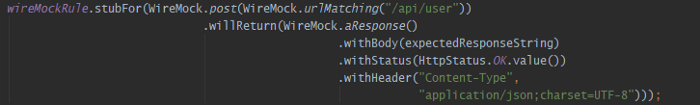 wireMockRule.stubFor(WireMock.post(WireMock.urlMatching("/api/user"))
.willReturn(WireMock.aResponse()
.withBody(expectedResponseString)
.withStatus(HttpStatus.OK.value())
.withHeader("Content-Type",
"application/json;charset=UTF-8")));